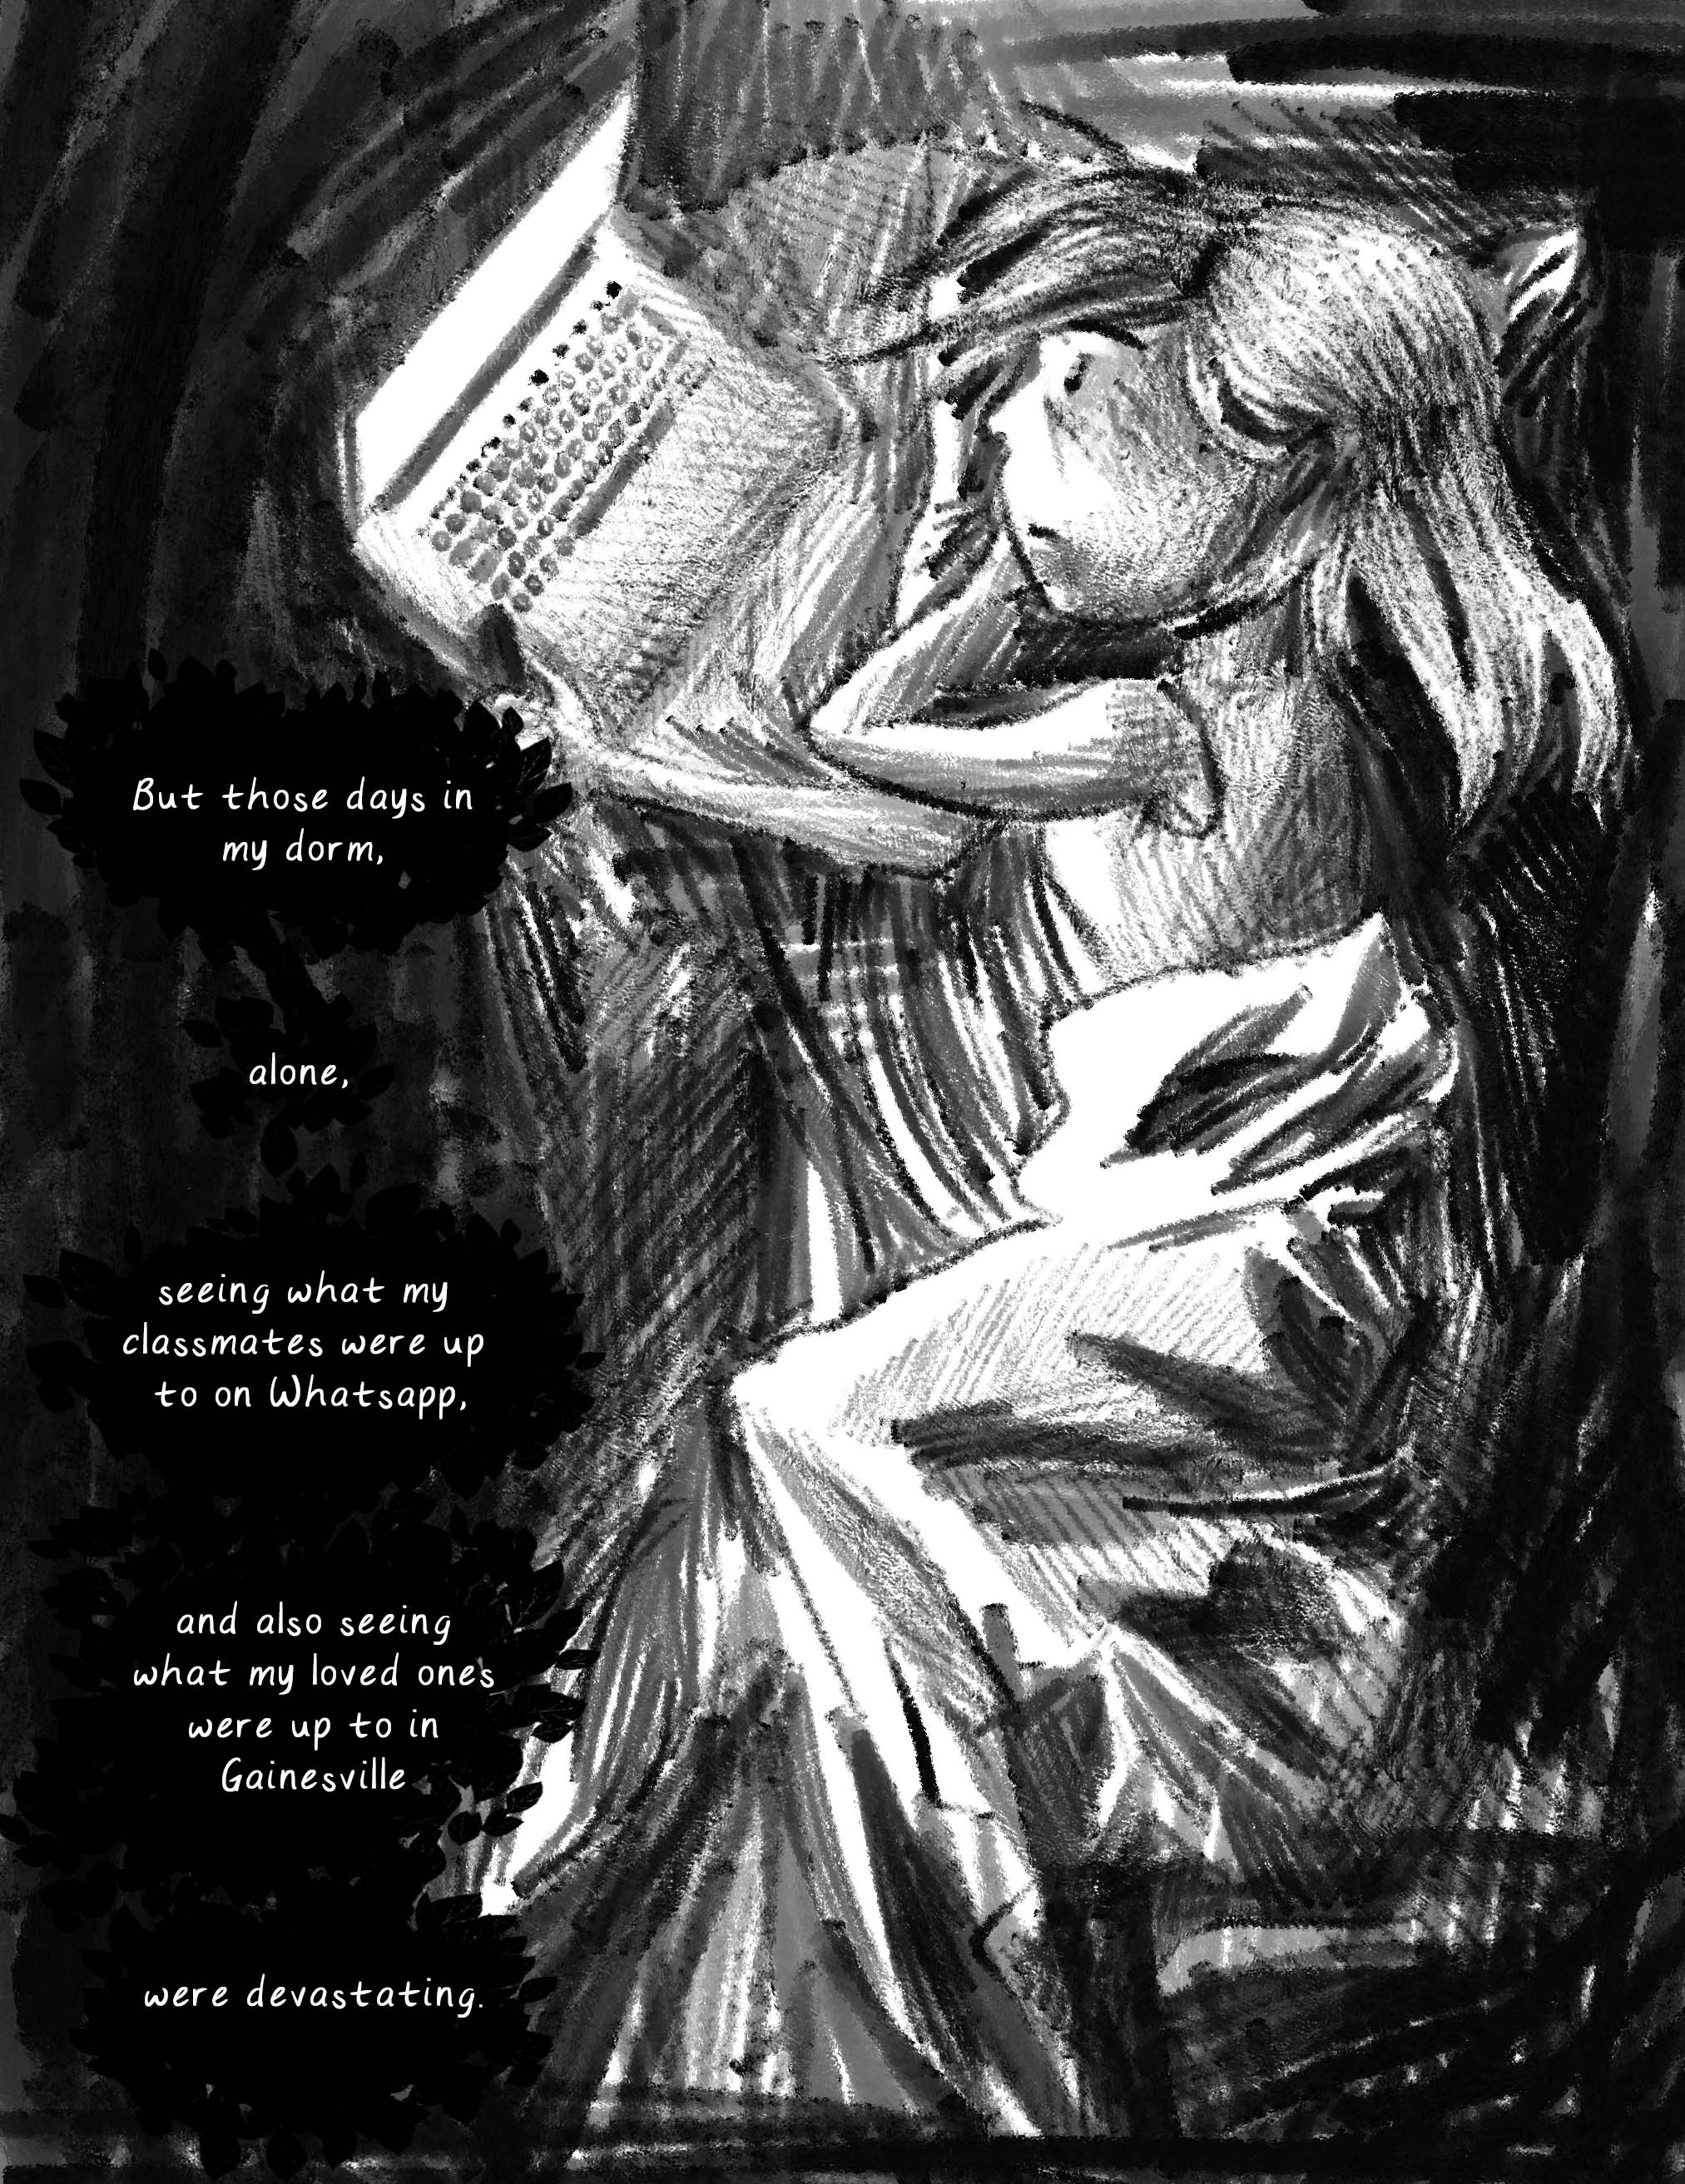 But those days in
my dorm,
alone,
seeing what my
classmates were up
to on Whatsapp,
and also seeing
what my loved ones
were up to in
Gainesville
were devastating.